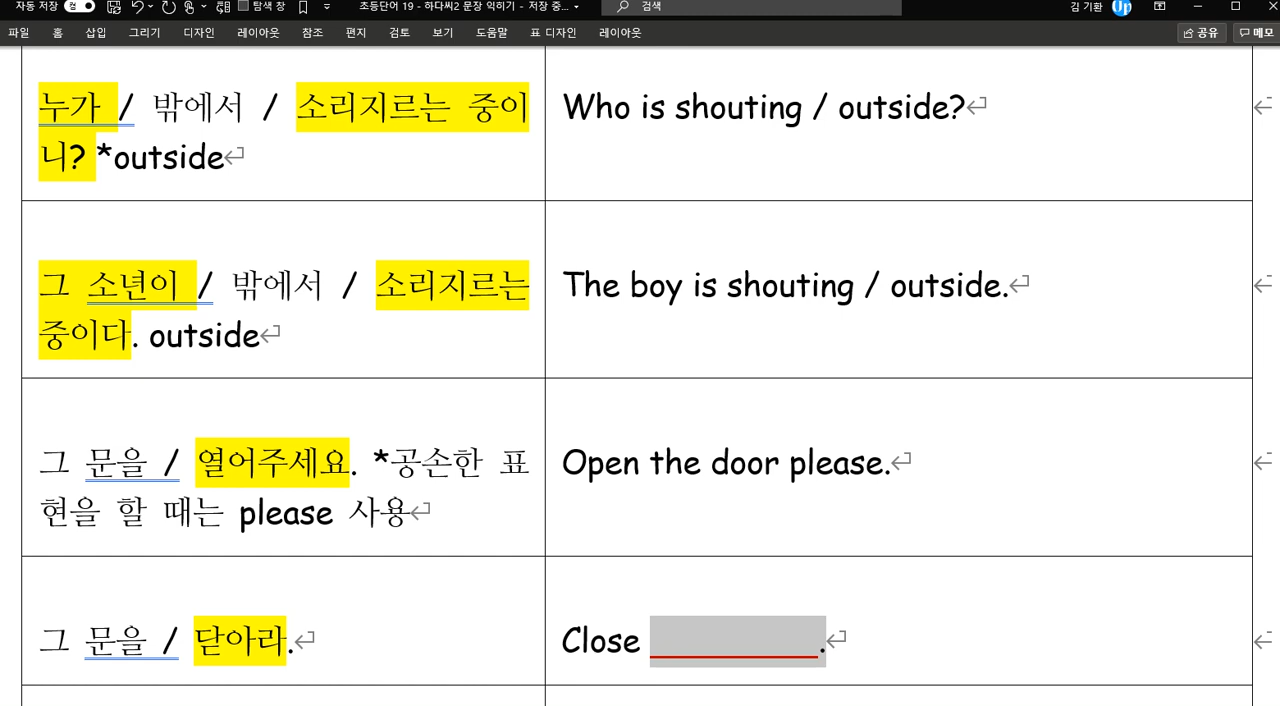 자동 저장 켬 탐색 창 초등단어 19 - 하다씨2 문장 익히기 - 저장 중... 검색 김 기환 Up
파일 홈 삽입 그리기 디자인 레이아웃 참조 편지 검토 보기 도움말 표 디자인 레이아웃 공유 메모
누가 / 밖에서 / 소리지르는 중이
니? *outside
Who is shouting / outside?
그 소년이 / 밖에서 / 소리지르는
중이다. outside
The boy is shouting / outside.
그 문을 / 열어주세요. *공손한 표
현을 할 때는 please 사용
Open the door please.
그 문을 / 닫아라.
Close ________.